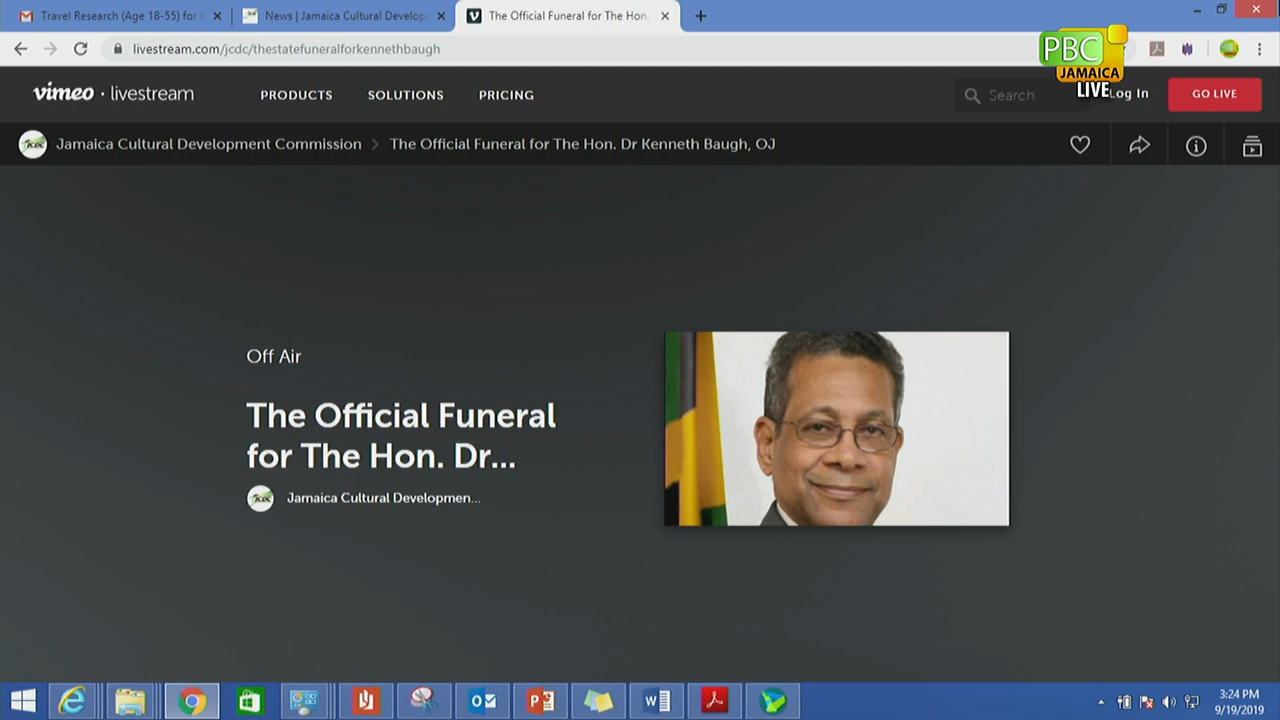 Travel Research (Age 18-55) for
News | Jamaica Cultural Develop
The Official Funeral for The Hon.
livestream.com/jcdc/thestatefuneralforkennethbaugh
PBC
JAMAICA
LIVE
vimeo · livestream
PRODUCTS
SOLUTIONS
PRICING
Search
Log In
GO LIVE
Jamaica Cultural Development Commission > The Official Funeral for The Hon. Dr Kenneth Baugh, OJ
Off Air
The Official Funeral
for The Hon. Dr...
Jamaica Cultural Developmen...
3:24 PM
9/19/2019